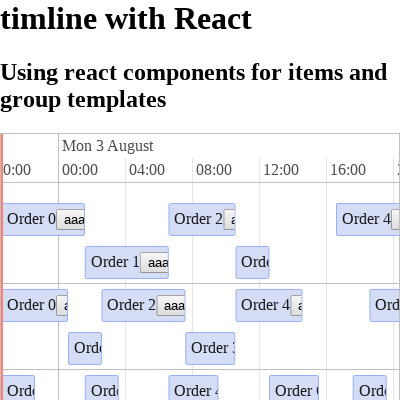 timline with React
Using react components for items and
group templates
Mon 3 August
0:00 00:00 04:00 08:00 12:00 16:00
Order 0 aaa Order 2 Order 4
Order 1 aaa
Order 0 Order 2 aaa Order 4